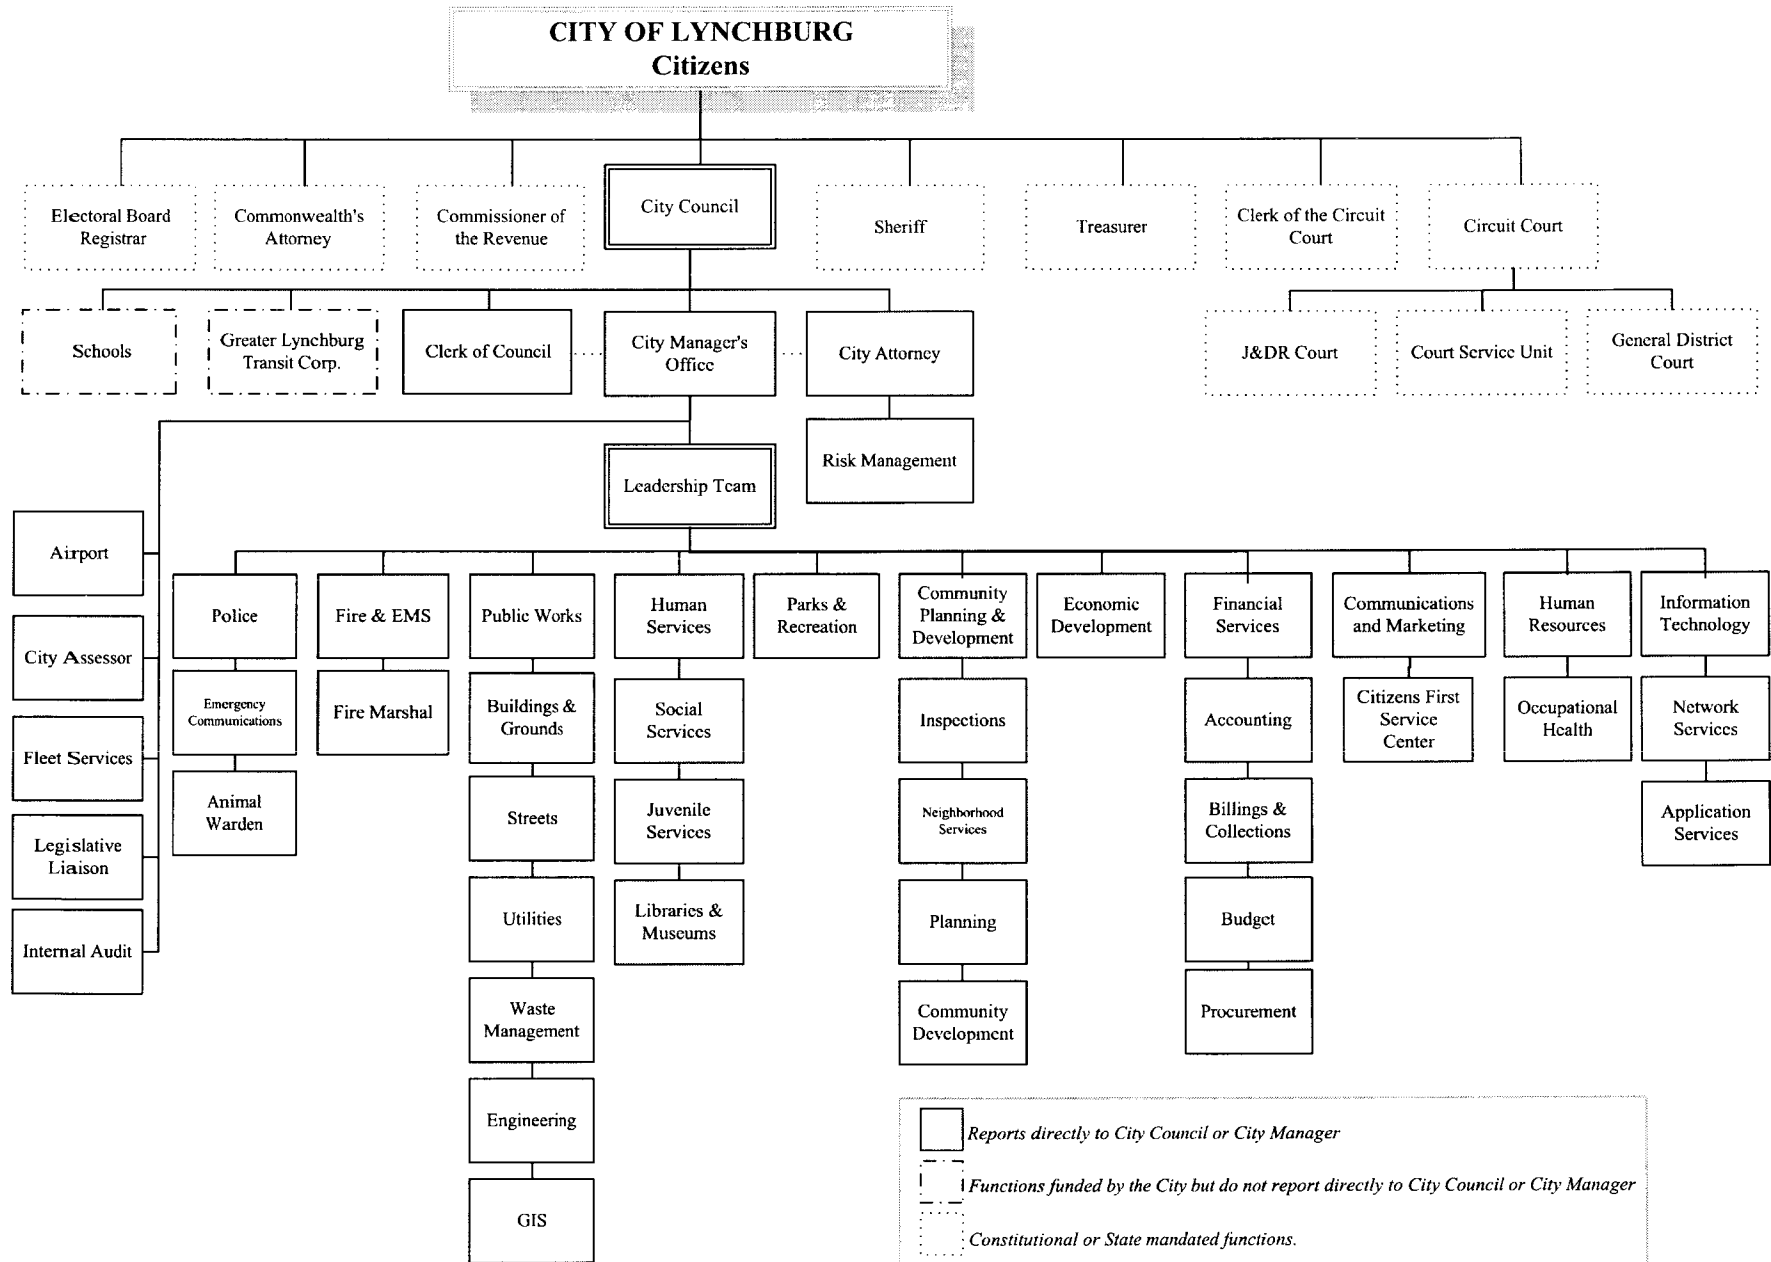 CITY OF LYNCHBURG
Citizens
Electoral Board
Registrar
Commonwealth's
Attorney
Commissioner of
the Revenue
City Council
Sheriff
Treasurer
Clerk of the Circuit
Court
Circuit Court
Schools
Greater Lynchburg
Transit Corp.
Clerk of Council
City Manager's
Office
City Attorney
J&DR Court
Court Service Unit
General District
Court
Risk Management
Leadership Team
Airport
City Assessor
Fleet Services
Legislative
Liaison
Internal Audit
Police
Emergency
Communications
Animal
Warden
Fire & EMS
Fire Marshal
Public Works
Buildings &
Grounds
Streets
Utilities
Waste
Management
Engineering
GIS
Human
Services
Social
Services
Juvenile
Services
Libraries &
Museums
Parks &
Recreation
Community
Planning &
Development
Inspections
Neighborhood
Services
Planning
Community
Development
Economic
Development
Financial
Services
Accounting
Billings &
Collections
Budget
Procurement
Communications
and Marketing
Citizens First
Service
Center
Human
Resources
Occupational
Health
Information
Technology
Network
Services
Application
Services
Reports directly to City Council or City Manager
Functions funded by the City but do not report directly to City Council or City Manager
Constitutional or State mandated functions.